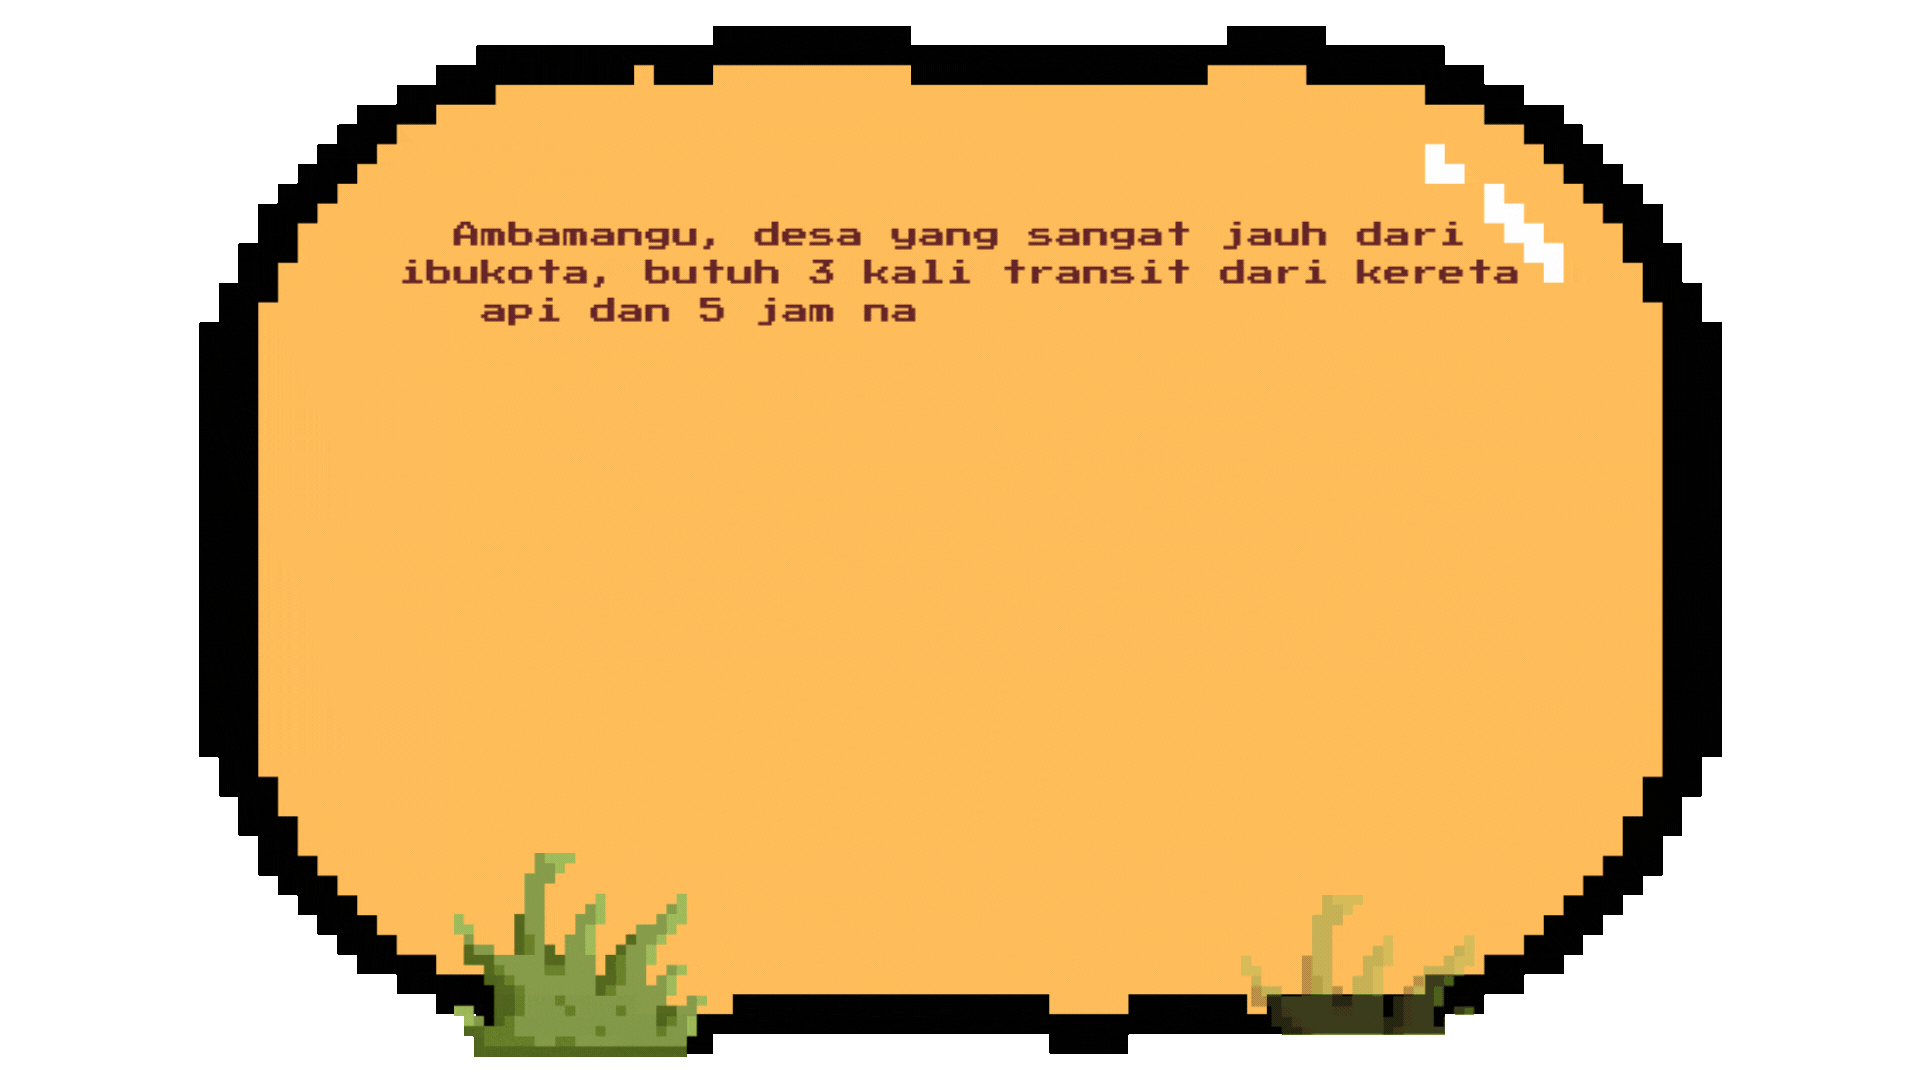 Ambamangu, desa yang sangat jauh dari
ibukota, butuh 3 kali transit dari kereta
api dan 5 jam na